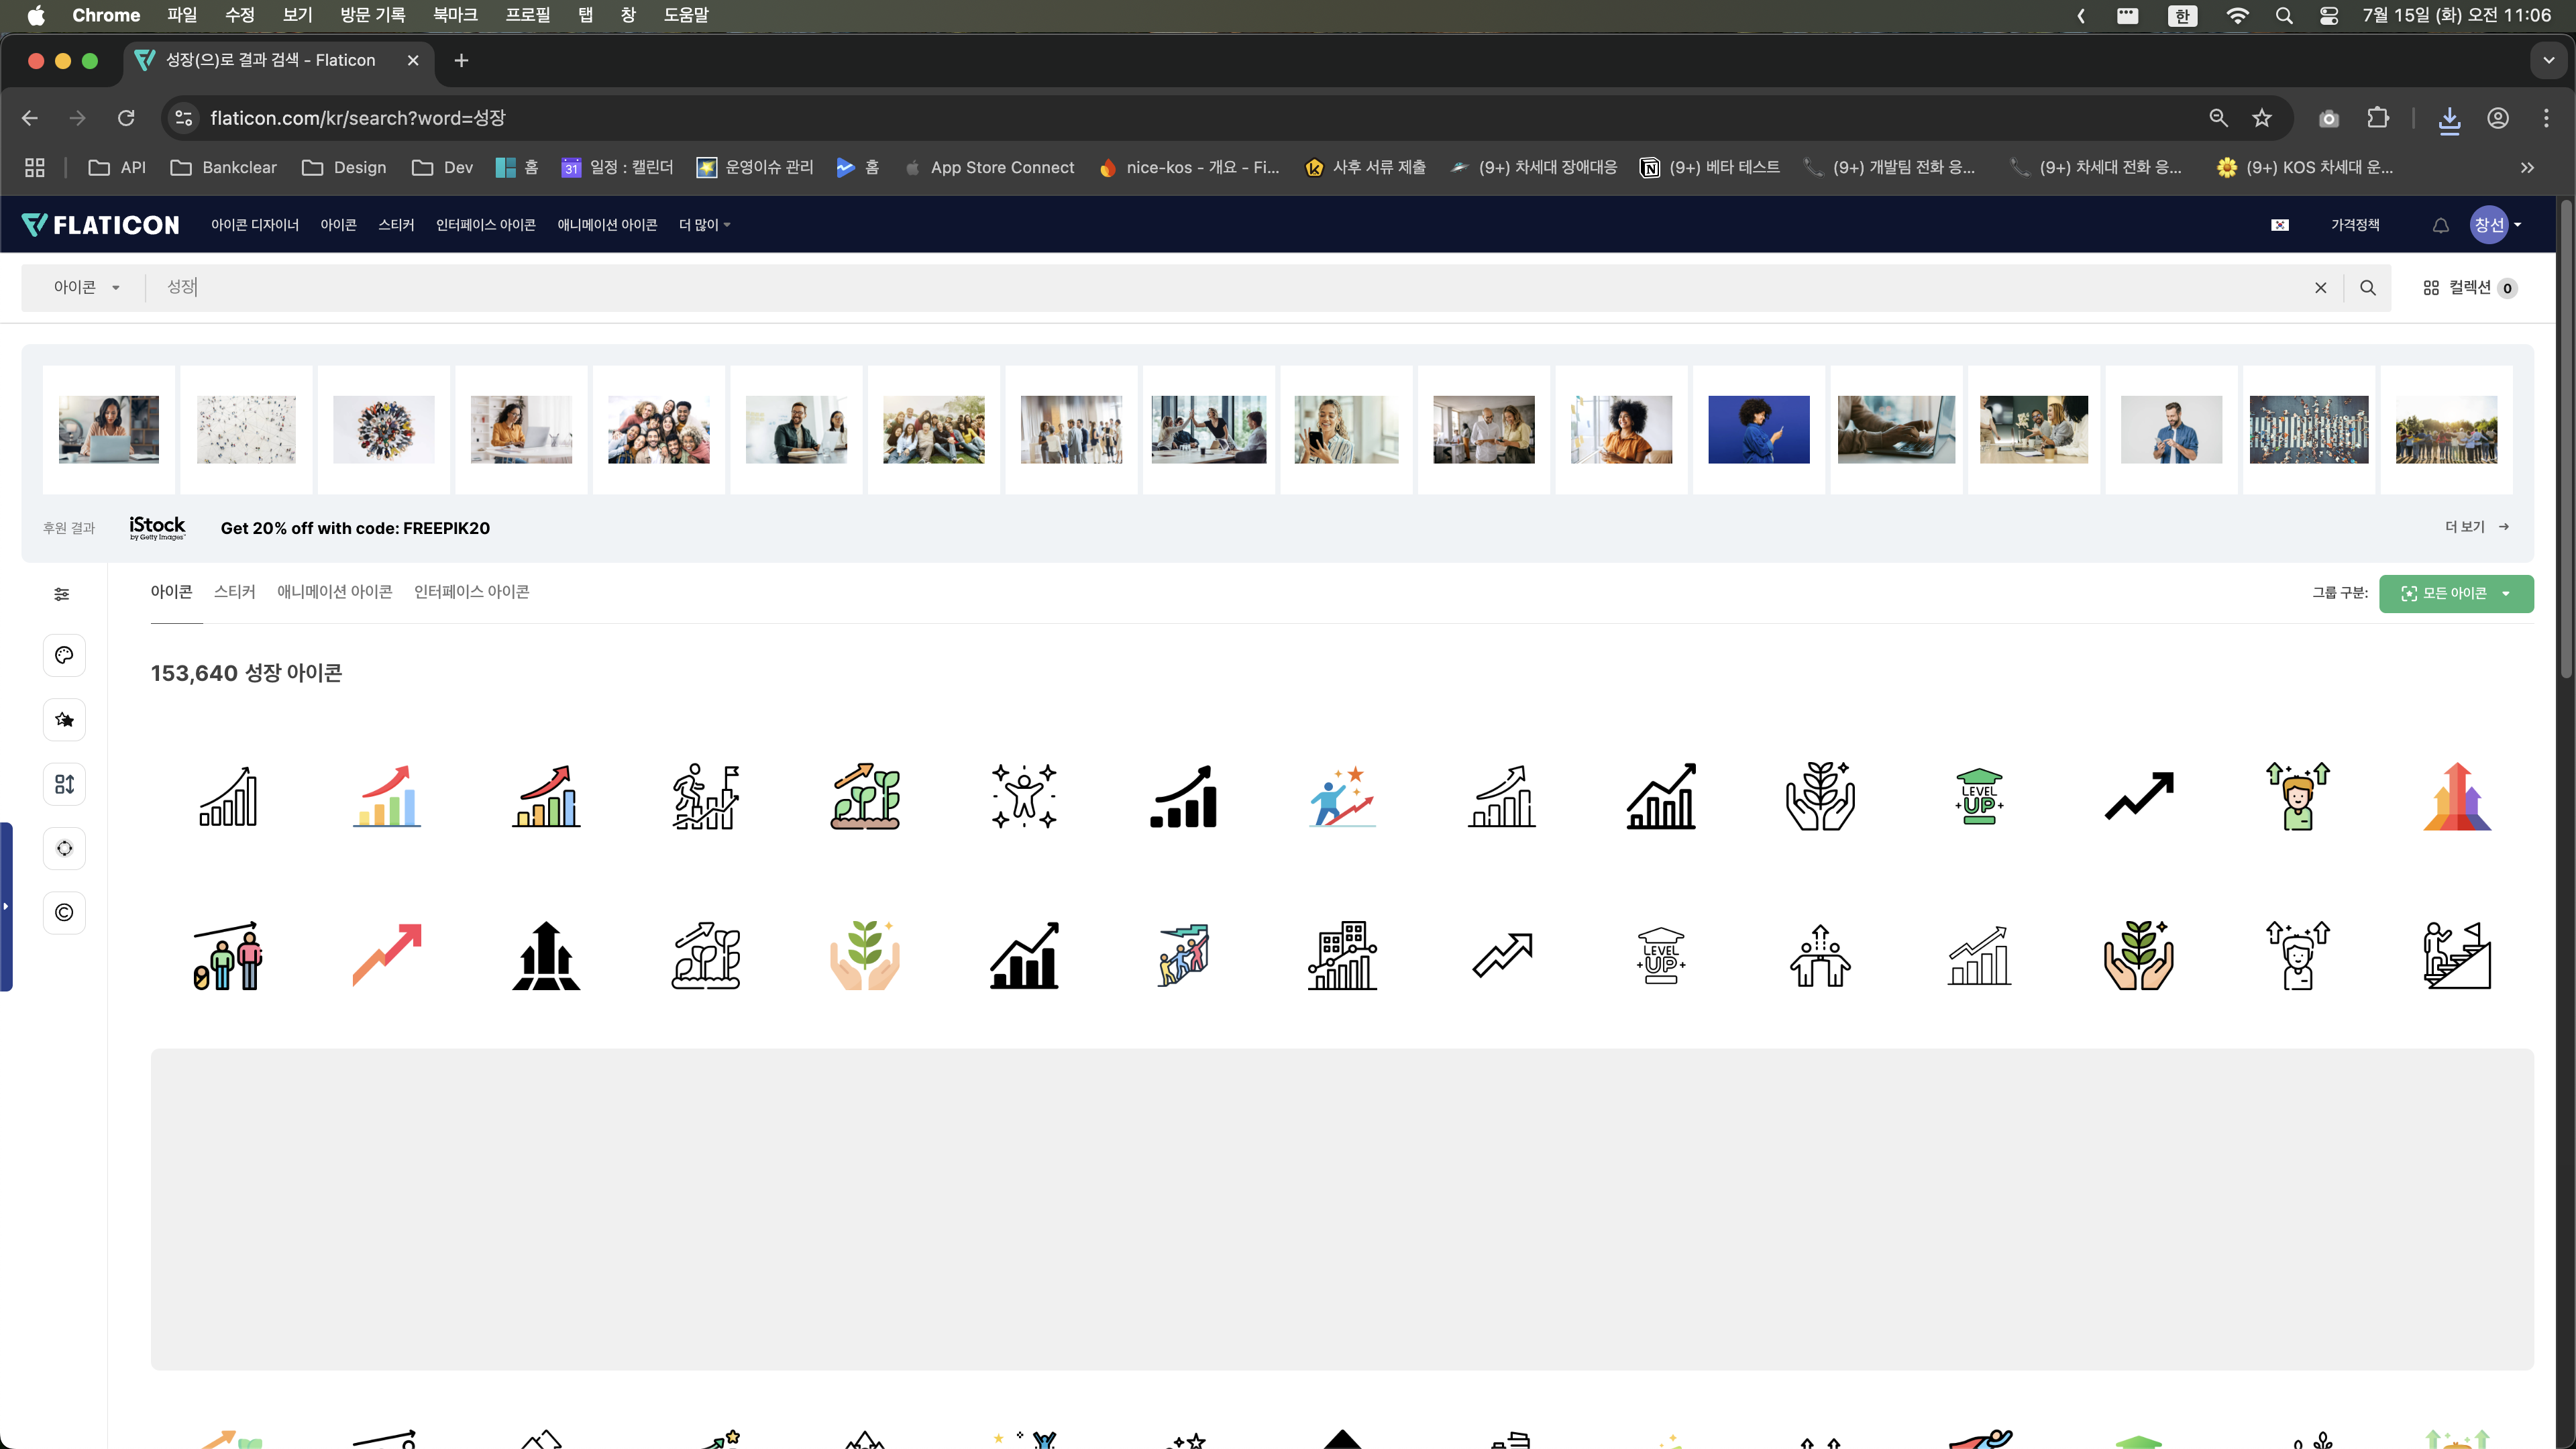 Chrome 파일 수정 보기 방문 기록 북마크 프로필 탭 창 도움말 한 7월 15일 (화) 오전 11:06
성장(으)로 결과 검색 - Flaticon
flaticon.com/kr/search?word=성장
API Bankclear Design Dev 홈 31 일정 : 캘린더 운영이슈 관리 홈 App Store Connect nice-kos - 개요 - Fi... 사후 서류 제출 (9+) 차세대 장애대응 (9+) 베타 테스트 (9+) 개발팀 전화 응... (9+) 차세대 전화 응... (9+) KOS 차세대 운...
FLATICON 아이콘 디자이너 아이콘 스티커 인터페이스 아이콘 애니메이션 아이콘 더 많이 가격정책 창선
아이콘 성장 컬렉션 0
후원 결과 iStock by Getty Images™ Get 20% off with code: FREEPIK20 더 보기
아이콘 스티커 애니메이션 아이콘 인터페이스 아이콘 그룹 구분: 모든 아이콘
153,640 성장 아이콘
LEVEL
UP
LEVEL
UP